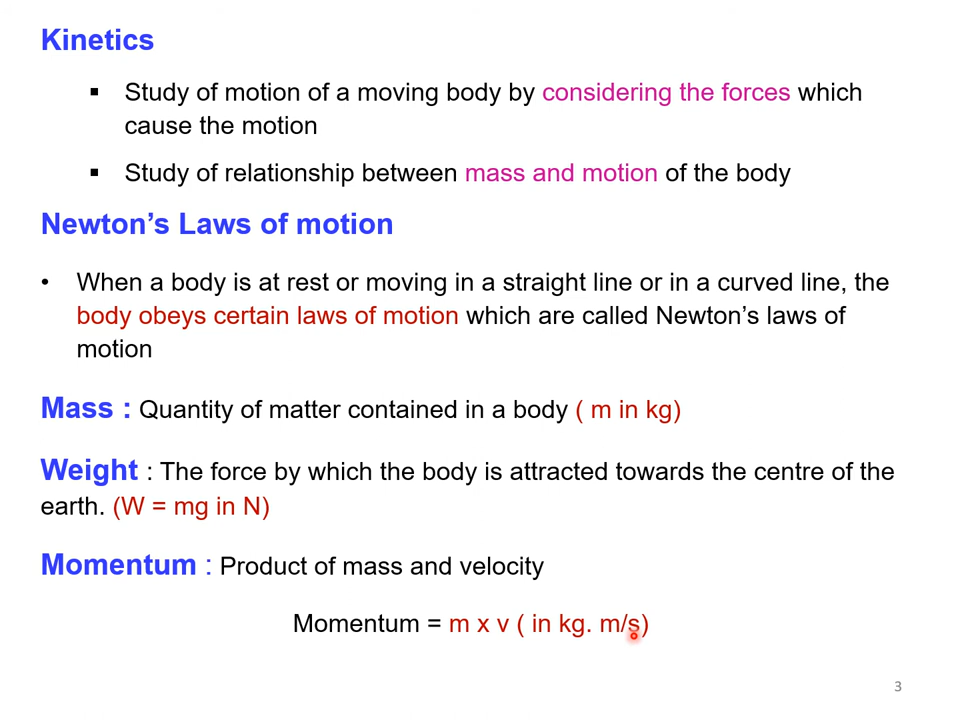 Kinetics
▪ Study of motion of a moving body by considering the forces which
cause the motion
▪ Study of relationship between mass and motion of the body
Newton’s Laws of motion
• When a body is at rest or moving in a straight line or in a curved line, the
body obeys certain laws of motion which are called Newton’s laws of
motion
Mass : Quantity of matter contained in a body ( m in kg)
Weight : The force by which the body is attracted towards the centre of the
earth. (W = mg in N)
Momentum : Product of mass and velocity
Momentum = m x v ( in kg. m/s)
3